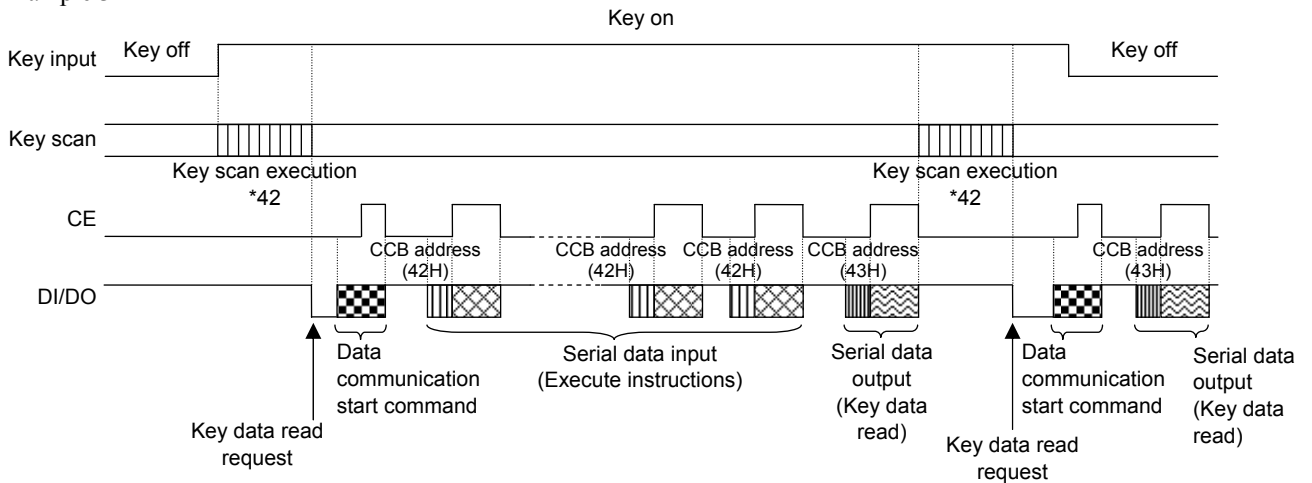 Key on
Key input
Key off
Key off
Key scan
Key scan execution
*42
Key scan execution
*42
CE
CCB address
(42H)
CCB address
(42H)
CCB address
(42H)
CCB address
(43H)
CCB address
(43H)
DI/DO
Data
communication
start command
Serial data input
(Execute instructions)
Serial data
output
(Key data
read)
Data
communication
start command
Serial data
output
(Key data
read)
Key data read
request
Key data read
request